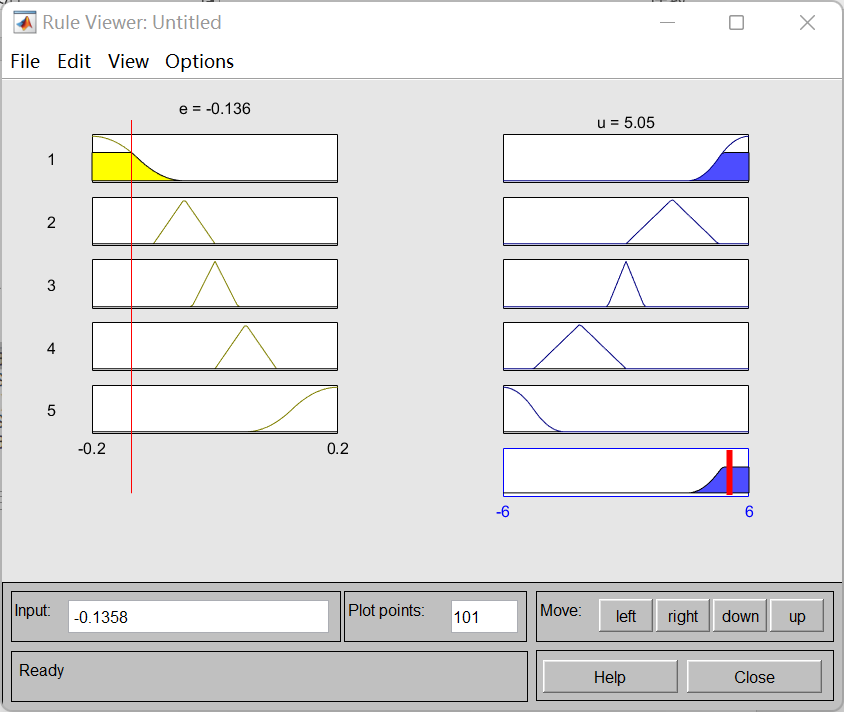 Rule Viewer: Untitled
File Edit View Options
e = -0.136
u = 5.05
1
2
3
4
5
-0.2 0.2
-6 6
Input: -0.1358 Plot points: 101 Move: left right down up
Ready Help Close